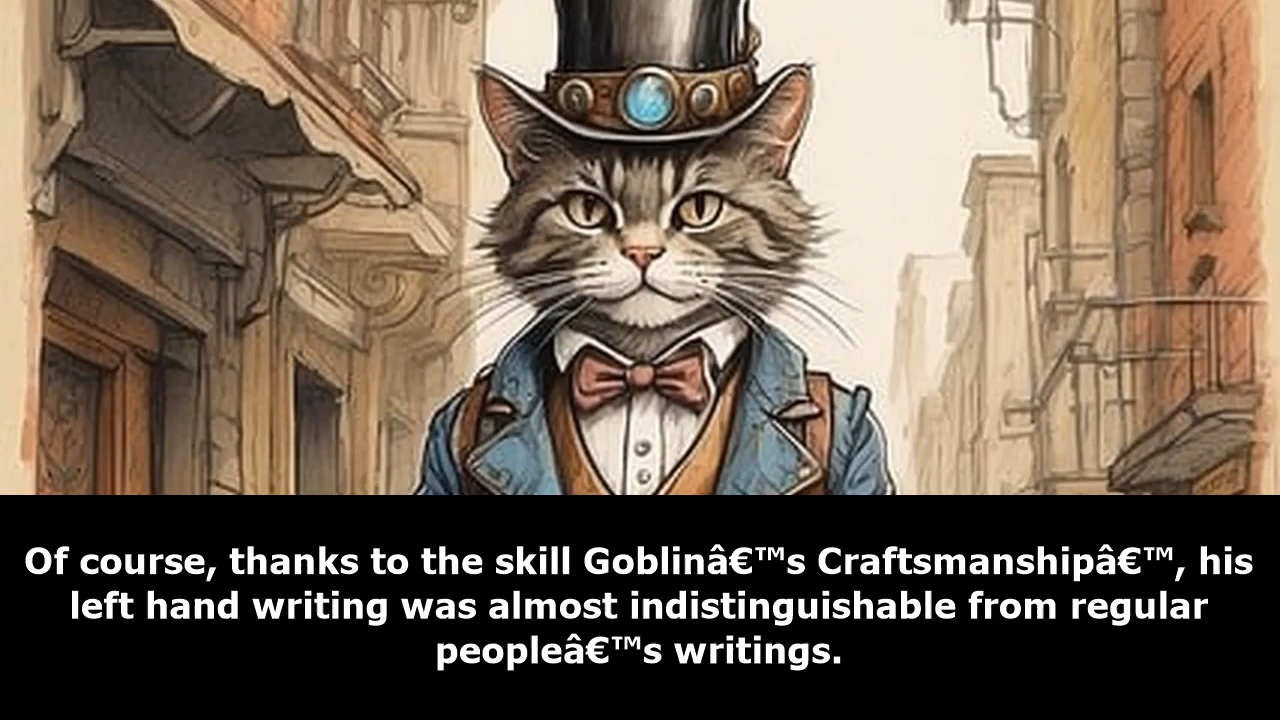 Of course, thanks to the skill Goblinâ€™s Craftsmanshipâ€™, his
left hand writing was almost indistinguishable from regular
peopleâ€™s writings.